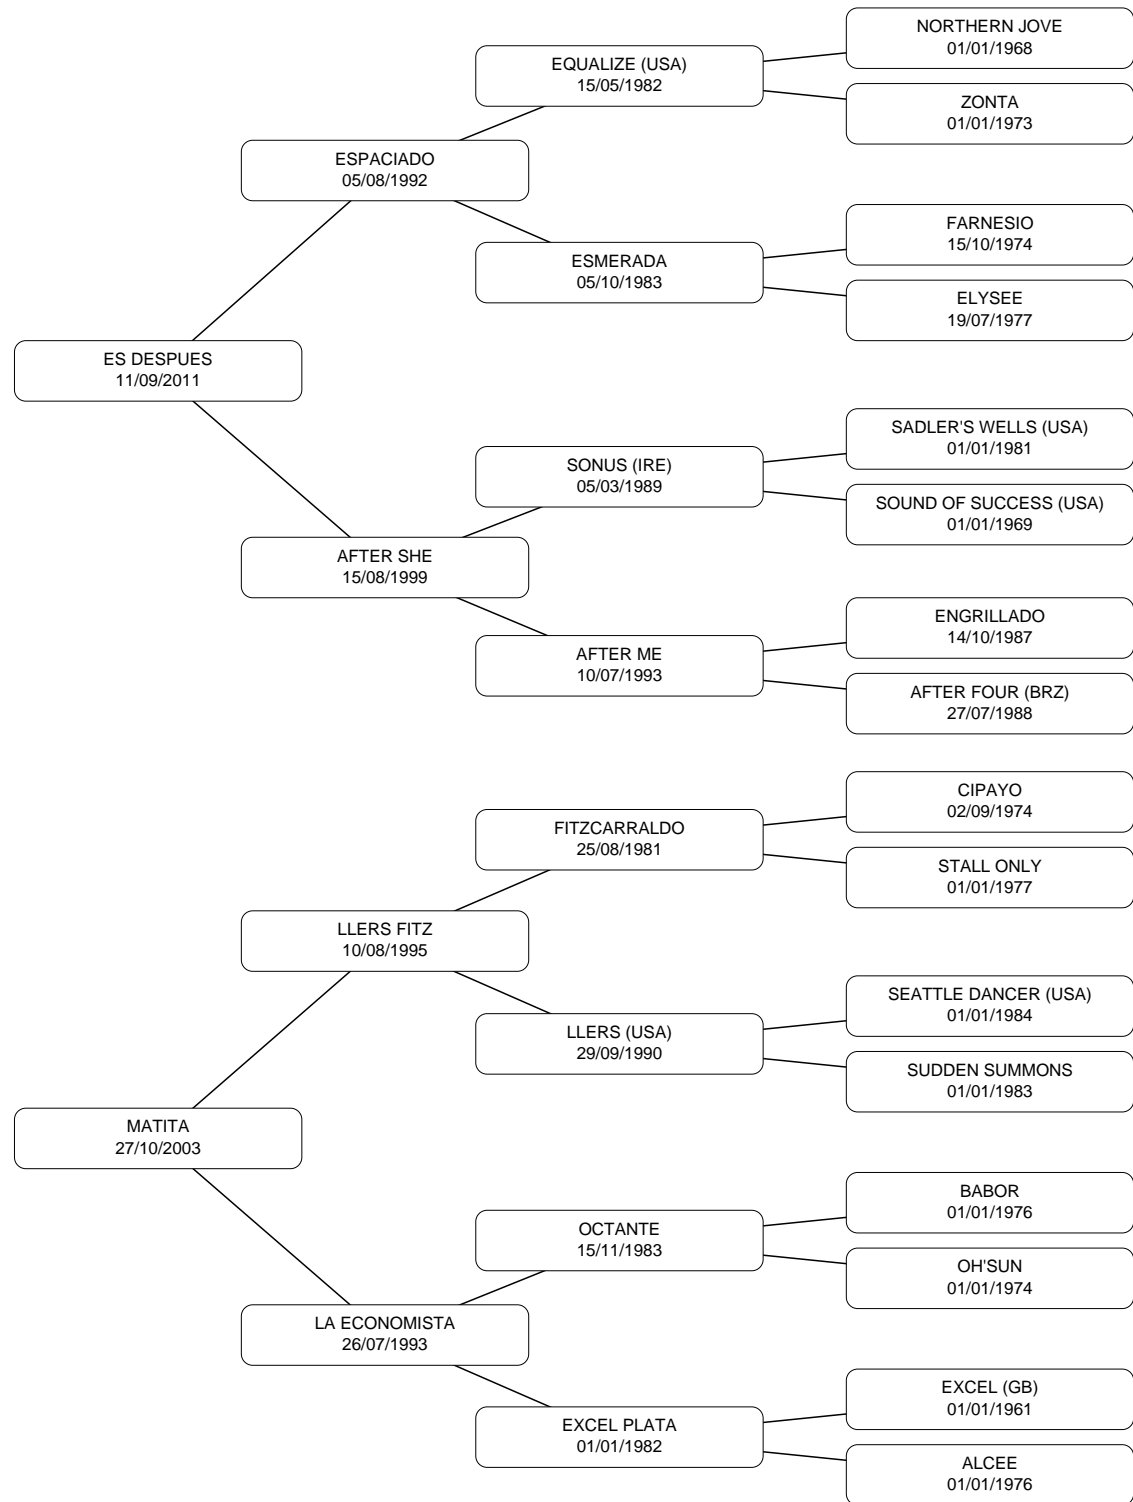 NORTHERN JOVE
01/01/1968
EQUALIZE (USA)
15/05/1982
ZONTA
01/01/1973
ESPACIADO
05/08/1992
FARNESIO
15/10/1974
ESMERADA
05/10/1983
ELYSEE
19/07/1977
ES DESPUES
11/09/2011
SADLER'S WELLS (USA)
01/01/1981
SONUS (IRE)
05/03/1989
SOUND OF SUCCESS (USA)
01/01/1969
AFTER SHE
15/08/1999
ENGRILLADO
14/10/1987
AFTER ME
10/07/1993
AFTER FOUR (BRZ)
27/07/1988
CIPAYO
02/09/1974
FITZCARRALDO
25/08/1981
STALL ONLY
01/01/1977
LLERS FITZ
10/08/1995
SEATTLE DANCER (USA)
01/01/1984
LLERS (USA)
29/09/1990
SUDDEN SUMMONS
01/01/1983
MATITA
27/10/2003
BABOR
01/01/1976
OCTANTE
15/11/1983
OH'SUN
01/01/1974
LA ECONOMISTA
26/07/1993
EXCEL (GB)
01/01/1961
EXCEL PLATA
01/01/1982
ALCEE
01/01/1976